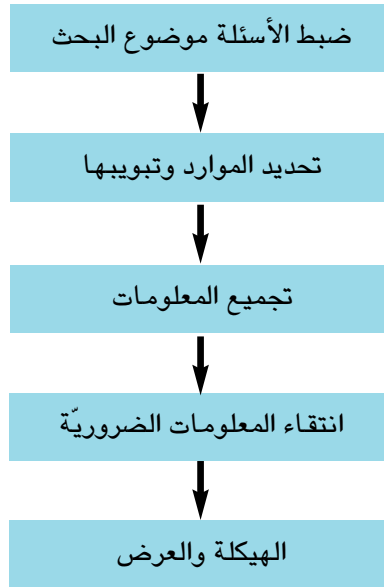 ضبط الأسئلة موضوع البحث
تحديد الموارد وتبويبها
تجميع المعلومات
انتقاء المعلومات الضروريّة
الهيكلة والعرض